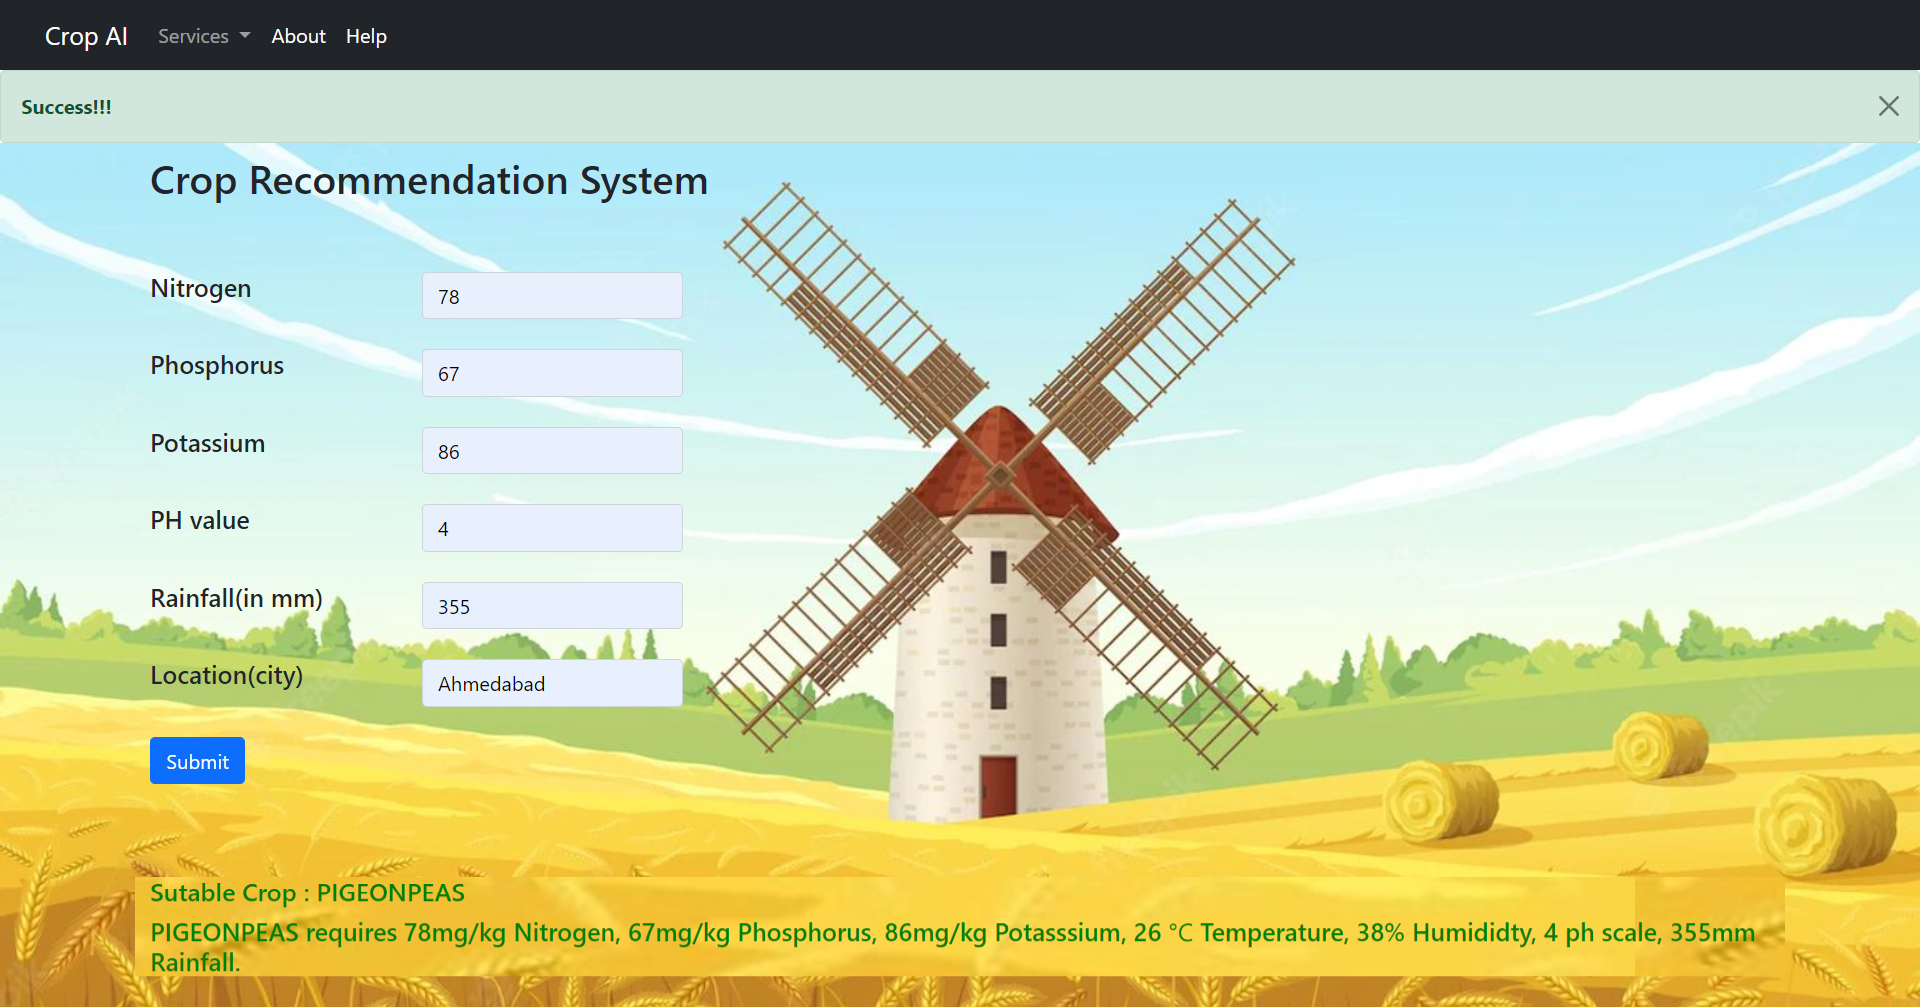 Crop AI Services About Help
Success!!!
Crop Recommendation System
Nitrogen 78
Phosphorus 67
Potassium 86
PH value 4
Rainfall(in mm) 355
Location(city) Ahmedabad
Submit
Sutable Crop : PIGEONPEAS
PIGEONPEAS requires 78mg/kg Nitrogen, 67mg/kg Phosphorus, 86mg/kg Potasssium, 26 °C Temperature, 38% Humididty, 4 ph scale, 355mm
Rainfall.